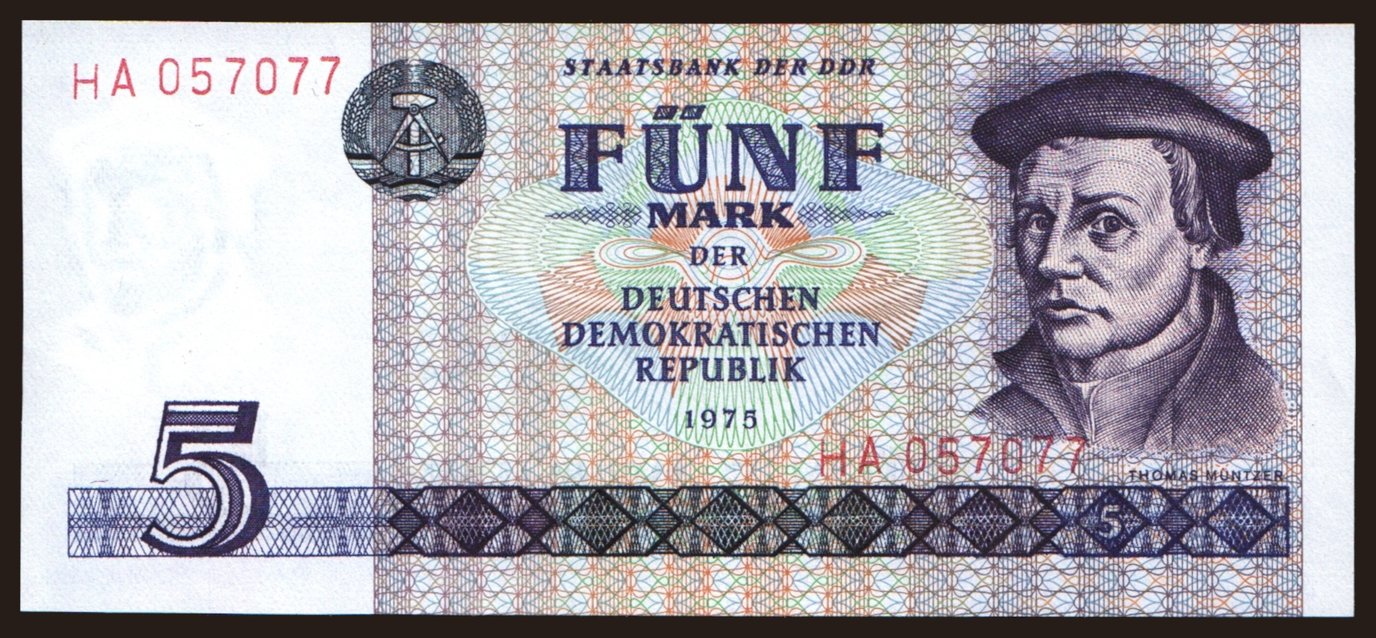 HA 057077
STAATSBANK DER DDR
FÜNF
MARK
DER
DEUTSCHEN
DEMOKRATISCHEN
REPUBLIK
1975
HA 057077
THOMAS MÜNTZER
5
5